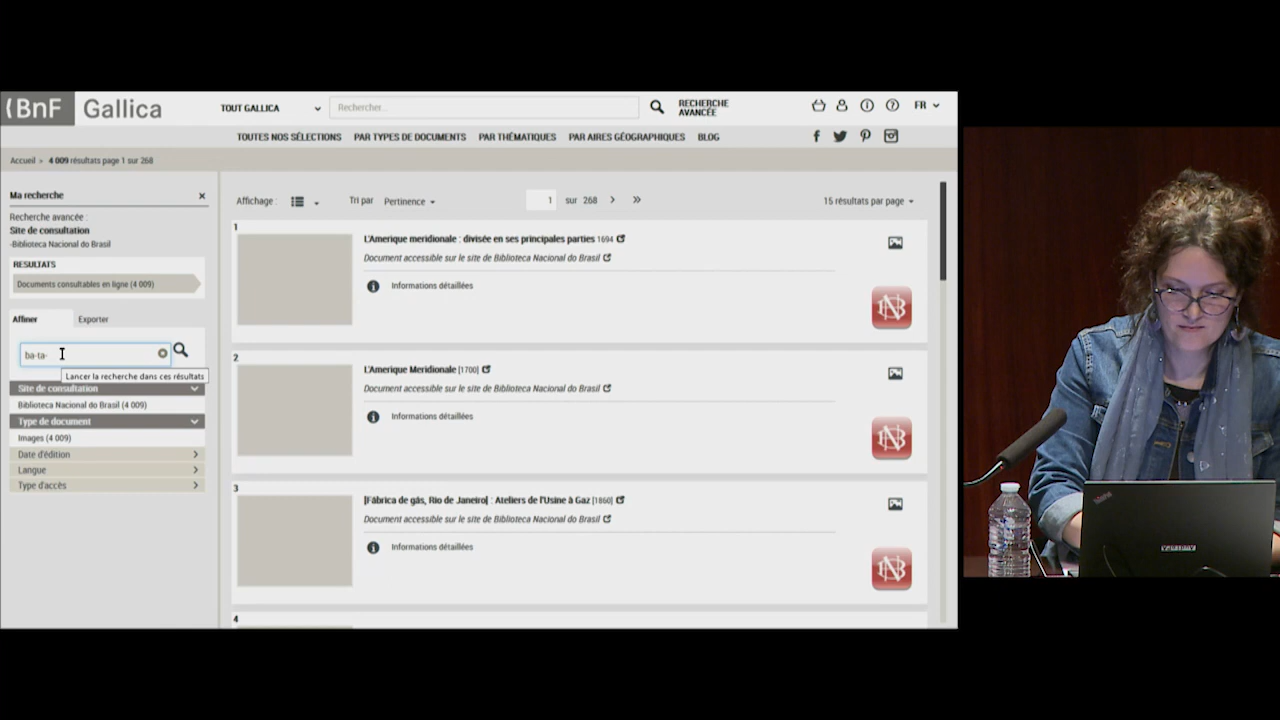 BnF Gallica
TOUT GALLICA
Rechercher...
RECHERCHE
AVANCÉE
FR
TOUTES NOS SÉLECTIONS PAR TYPES DE DOCUMENTS PAR THÉMATIQUES PAR AIRES GÉOGRAPHIQUES BLOG
Accueil > 4 009 résultats page 1 sur 268
Ma recherche
Recherche avancée :
Site de consultation
-Biblioteca Nacional do Brasil
RESULTATS
Documents consultables en ligne (4 009)
Affiner Exporter
ba-ta-
Lancer la recherche dans ces résultats
Site de consultation
Biblioteca Nacional do Brasil (4 009)
Type de document
Images (4 009)
Date d'édition
Langue
Type d'accès
Affichage : Tri par Pertinence 1 sur 268 15 résultats par page
1
L'Amerique meridionale : divisée en ses principales parties 1694
Document accessible sur le site de Biblioteca Nacional do Brasil
Informations détaillées
2
L'Amerique Meridionale [1700]
Document accessible sur le site de Biblioteca Nacional do Brasil
Informations détaillées
3
[Fábrica de gás, Rio de Janeiro] : Ateliers de l'Usine à Gaz [1860]
Document accessible sur le site de Biblioteca Nacional do Brasil
Informations détaillées
4
ThinkPad